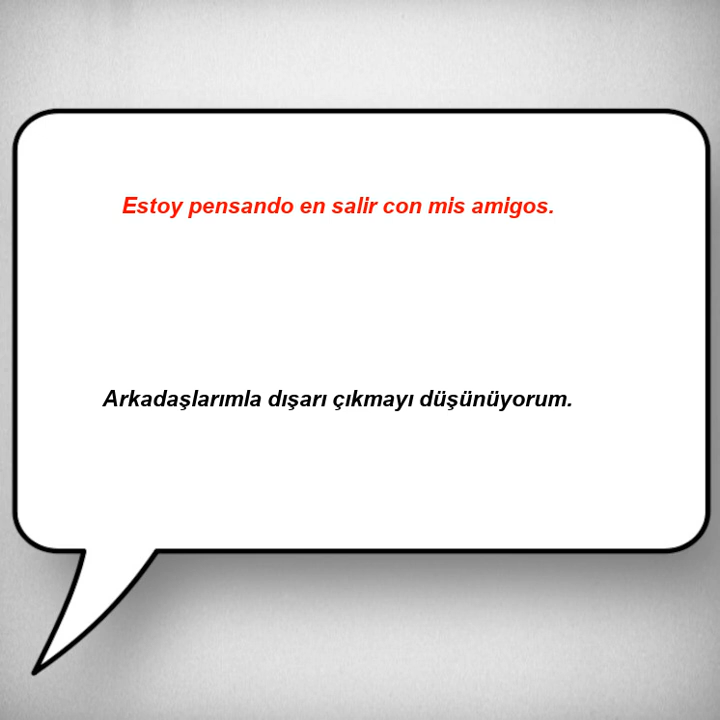 Estoy pensando en salir con mis amigos.
Arkadaşlarımla dışarı çıkmayı düşünüyorum.